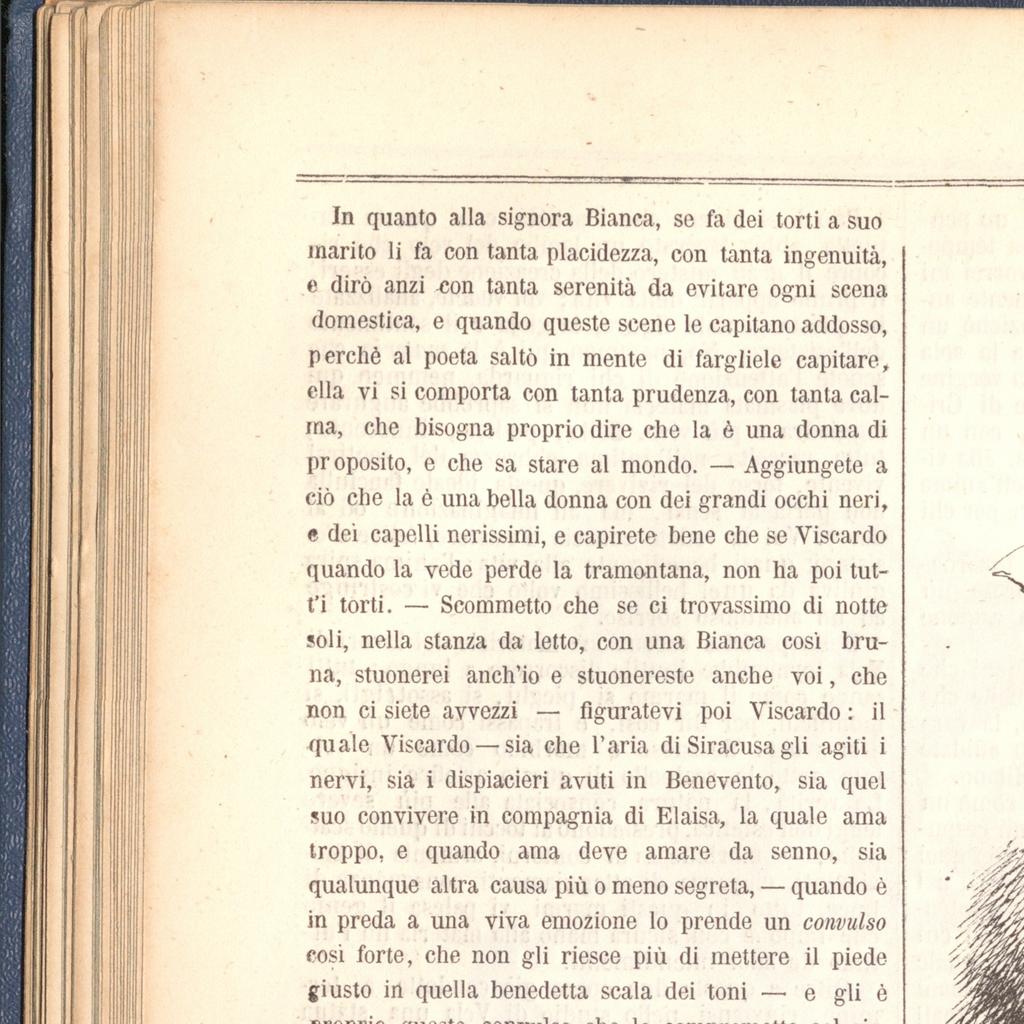 In quanto alla signora Bianca, se fa dei torti a suo
marito li fa con tanta placidezza, con tanta ingenuità,
e dirò anzi con tanta serenità da evitare ogni scena
domestica, e quando queste scene le capitano addosso,
perchè al poeta saltò in mente di fargliele capitare,
ella vi si comporta con tanta prudenza, con tanta cal-
ma, che bisogna proprio dire che la è una donna di
proposito, e che sa stare al mondo. — Aggiungete a
ciò che la è una bella donna con dei grandi occhi neri,
e dei capelli nerissimi, e capirete bene che se Viscardo
quando la vede perde la tramontana, non ha poi tut-
t'i torti. — Scommetto che se ci trovassimo di notte
soli, nella stanza da letto, con una Bianca così bru-
na, stuonerei anch'io e stuonereste anche voi, che
non ci siete avvezzi — figuratevi poi Viscardo: il
quale Viscardo — sia che l'aria di Siracusa gli agiti i
nervi, sia i dispiacieri avuti in Benevento, sia quel
suo convivere in compagnia di Elaisa, la quale ama
troppo, e quando ama deve amare da senno, sia
qualunque altra causa più o meno segreta, — quando è
in preda a una viva emozione lo prende un convulso
così forte, che non gli riesce più di mettere il piede
giusto in quella benedetta scala dei toni — e gli è